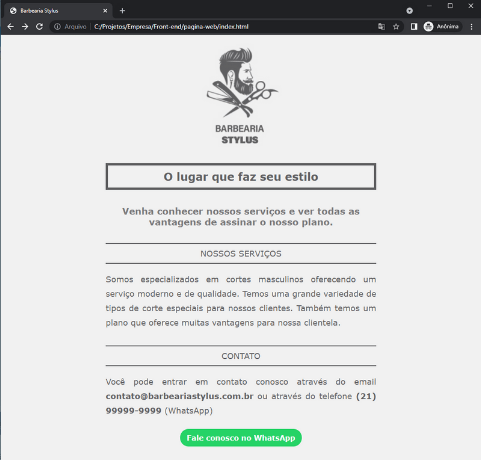 Barbearia Stylus
Arquivo C:/Projetos/Empresa/Front-end/pagina-web/index.html
Anônima
BARBEARIA
STYLUS
O lugar que faz seu estilo
Venha conhecer nossos serviços e ver todas as
vantagens de assinar o nosso plano.
NOSSOS SERVIÇOS
Somos especializados em cortes masculinos oferecendo um
serviço moderno e de qualidade. Temos uma grande variedade de
tipos de corte especiais para nossos clientes. Também temos um
plano que oferece muitas vantagens para nossa clientela.
CONTATO
Você pode entrar em contato conosco através do email
contato@barbeariastylus.com.br ou através do telefone (21)
99999-9999 (WhatsApp)
Fale conosco no WhatsApp